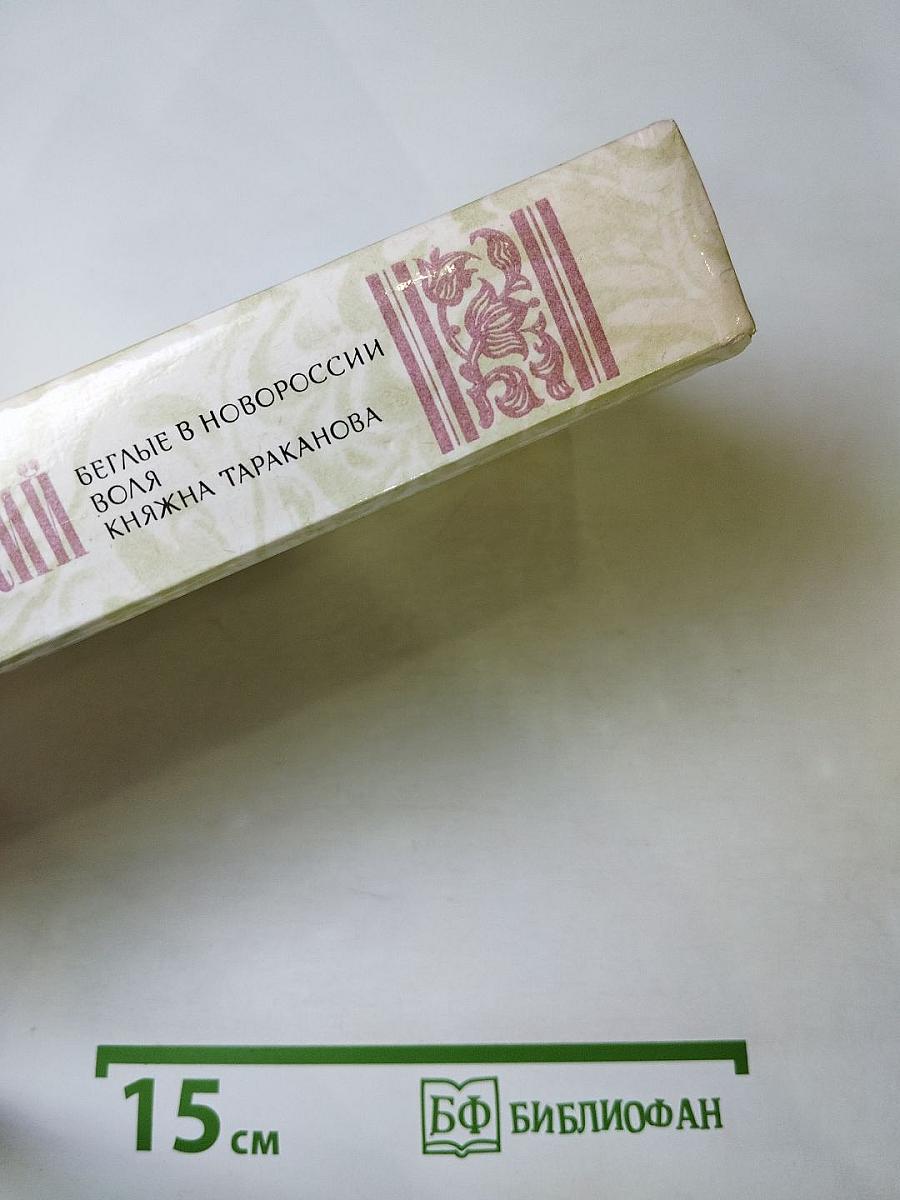 БЕГЛЫЕ В НОВОРОССИИ
ВОЛЯ
КНЯЖНА ТАРАКАНОВА
15 см
БФ БИБЛИОФАН